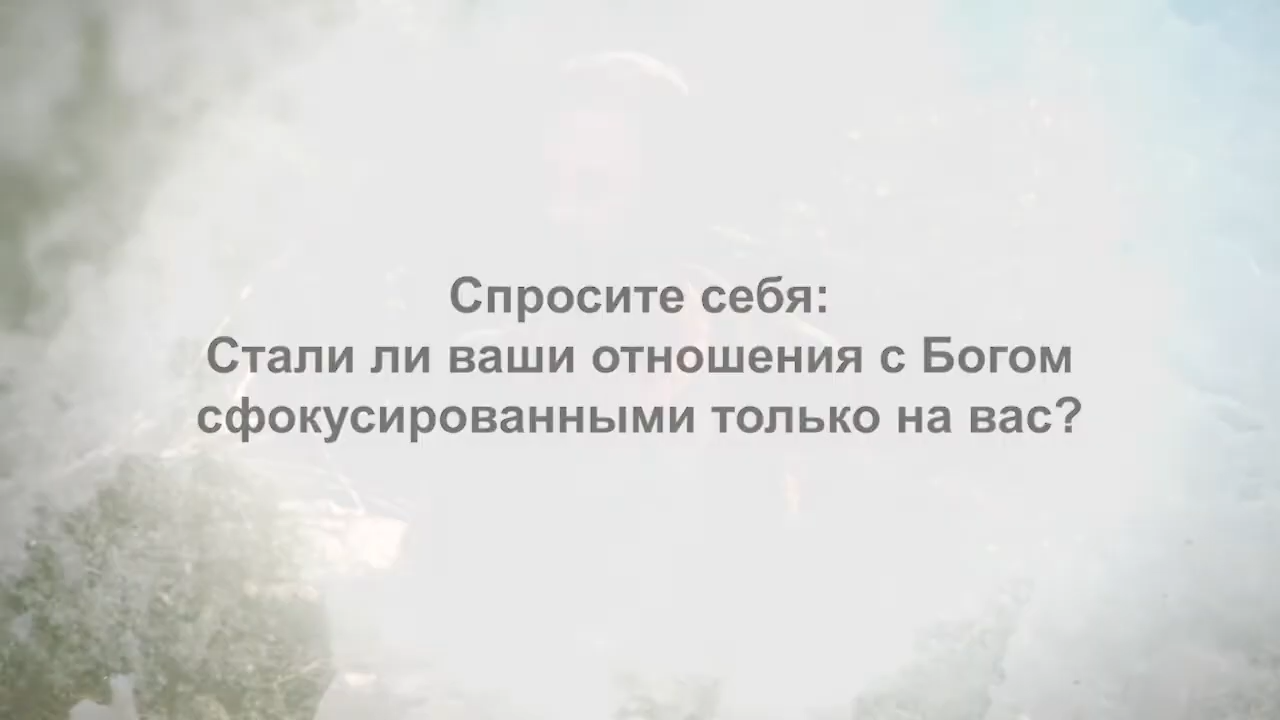 Спросите себя:
Стали ли ваши отношения с Богом
сфокусированными только на вас?